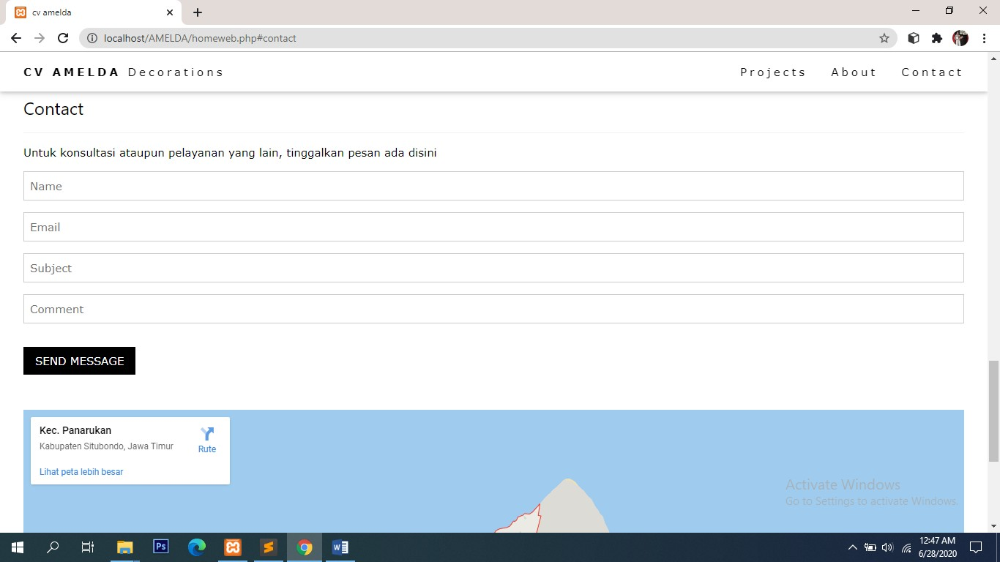 cv amelda
localhost/AMELDA/homeweb.php#contact
CV AMELDA Decorations
Projects About Contact
Contact
Untuk konsultasi ataupun pelayanan yang lain, tinggalkan pesan ada disini
Name
Email
Subject
Comment
SEND MESSAGE
Kec. Panarukan
Kabupaten Situbondo, Jawa Timur
Rute
Lihat peta lebih besar
Activate Windows
Go to Settings to activate Windows.
Ps
12:47 AM
6/28/2020